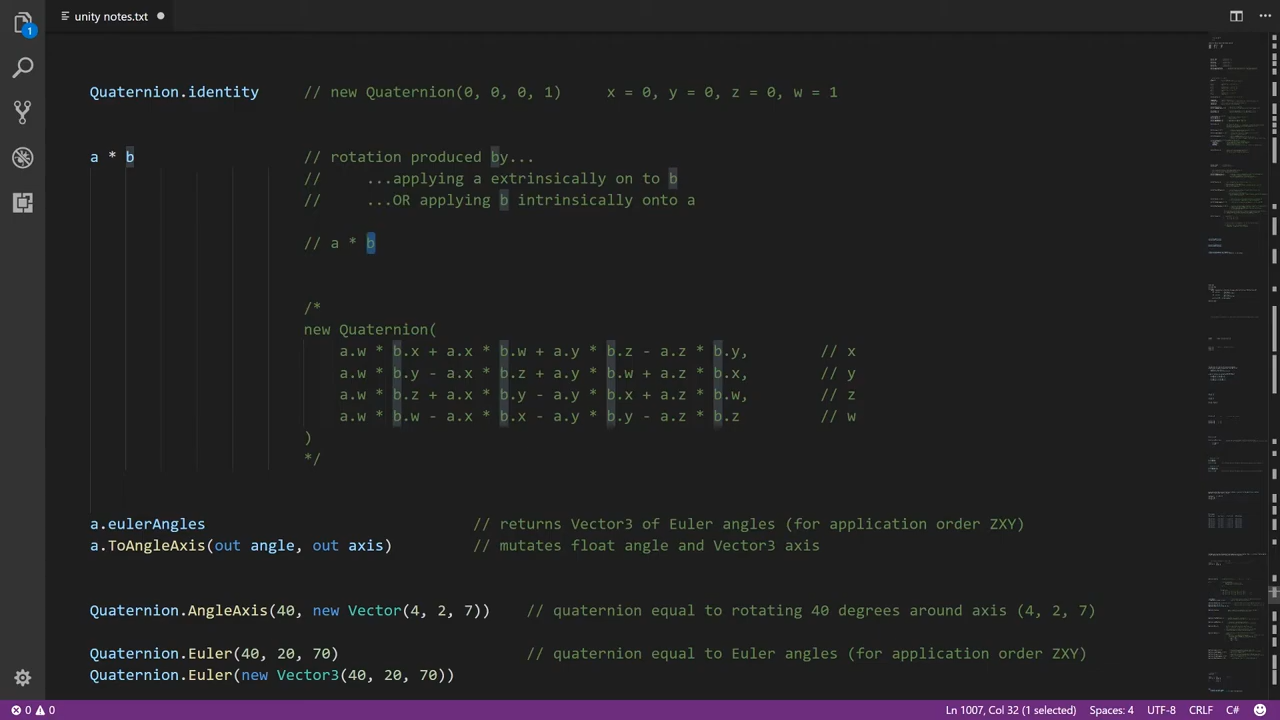 unity notes.txt
1
Quaternion.identity // new Quaternion(0, 0, 0, 1) x = 0, y = 0, z = 0, w = 1
a * b // rotation produced by...
// ...applying a extrinsically on to b
// ...OR applying b intrinsically onto a
// a * b
/*
new Quaternion(
a.w * b.x + a.x * b.w + a.y * b.z - a.z * b.y, // x
a.w * b.y - a.x * b.z + a.y * b.w + a.z * b.x, // y
a.w * b.z + a.x * b.y - a.y * b.x + a.z * b.w, // z
a.w * b.w - a.x * b.x - a.y * b.y - a.z * b.z // w
)
*/
a.eulerAngles // returns Vector3 of Euler angles (for application order ZXY)
a.ToAngleAxis(out angle, out axis) // mutates float angle and Vector3 axis
Quaternion.AngleAxis(40, new Vector(4, 2, 7)) // quaternion equal to rotating 40 degrees around axis (4, 2, 7)
Quaternion.Euler(40, 20, 70) // quaternion equal to Euler angles (for application order ZXY)
Quaternion.Euler(new Vector3(40, 20, 70))
0 0 Ln 1007, Col 32 (1 selected) Spaces: 4 UTF-8 CRLF C#